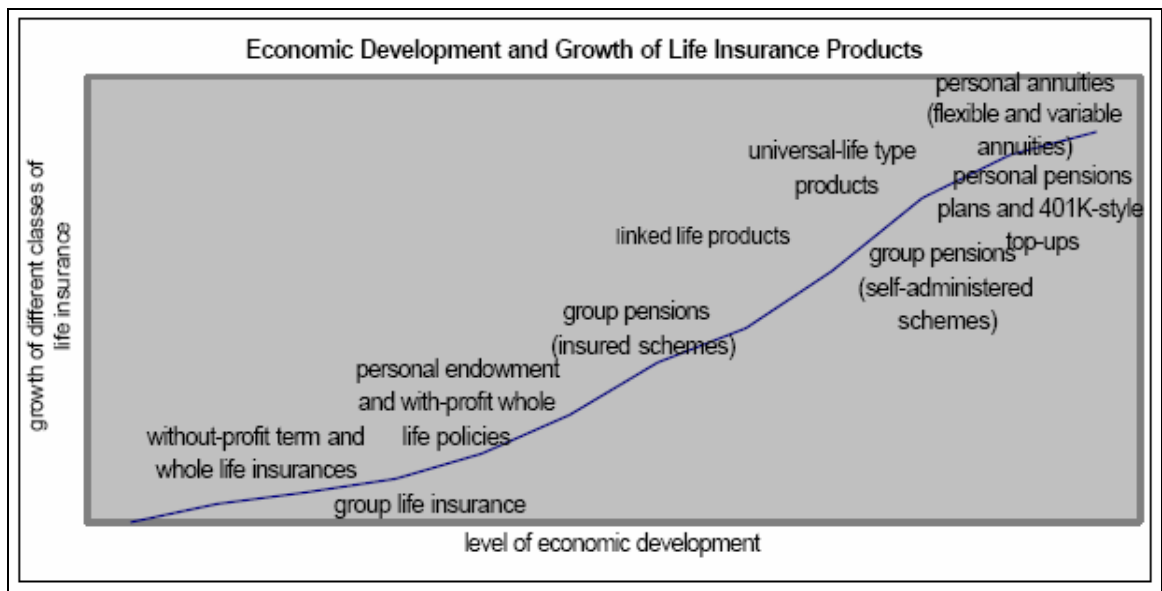 Economic Development and Growth of Life Insurance Products
growth of different classes of
life insurance
personal annuities
(flexible and variable
annuities)
universal-life type
products
personal pensions
plans and 401K-style
top-ups
linked life products
group pensions
(self-administered
schemes)
group pensions
(insured schemes)
personal endowment
and with-profit whole
life policies
without-profit term and
whole life insurances
group life insurance
level of economic development